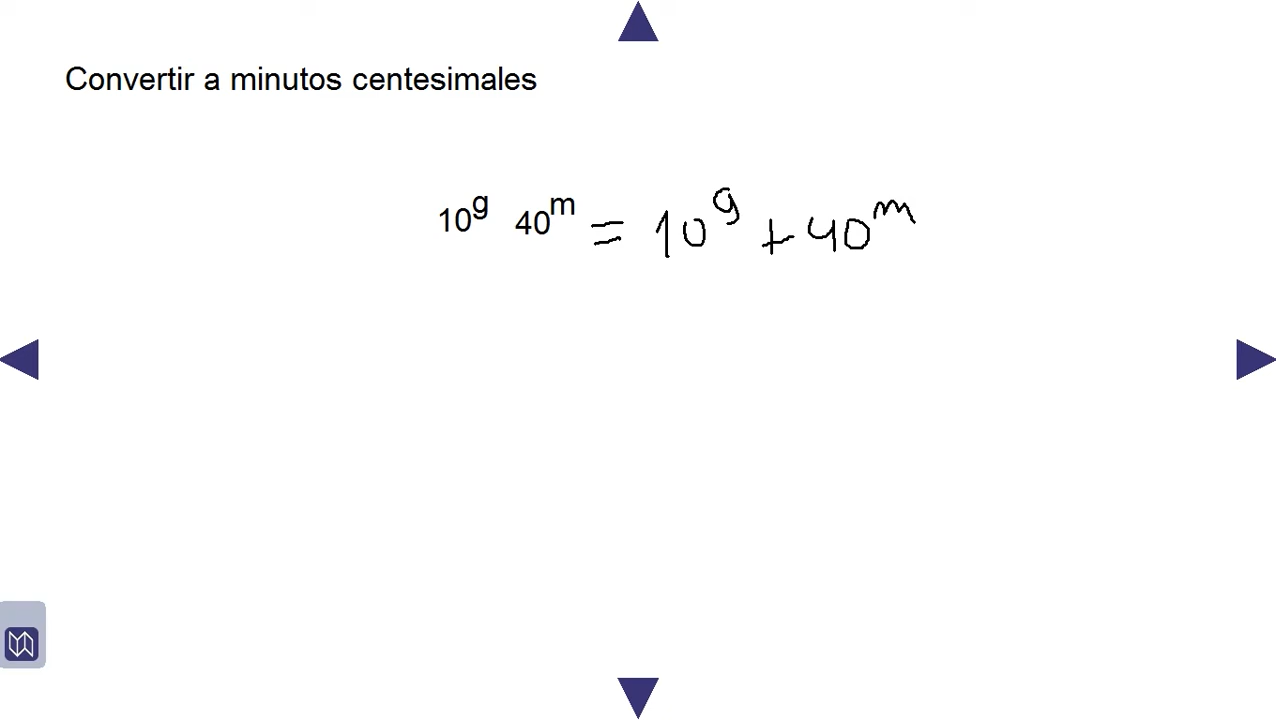 Convertir a minutos centesimales
10^g 40^m = 10^g + 40^m